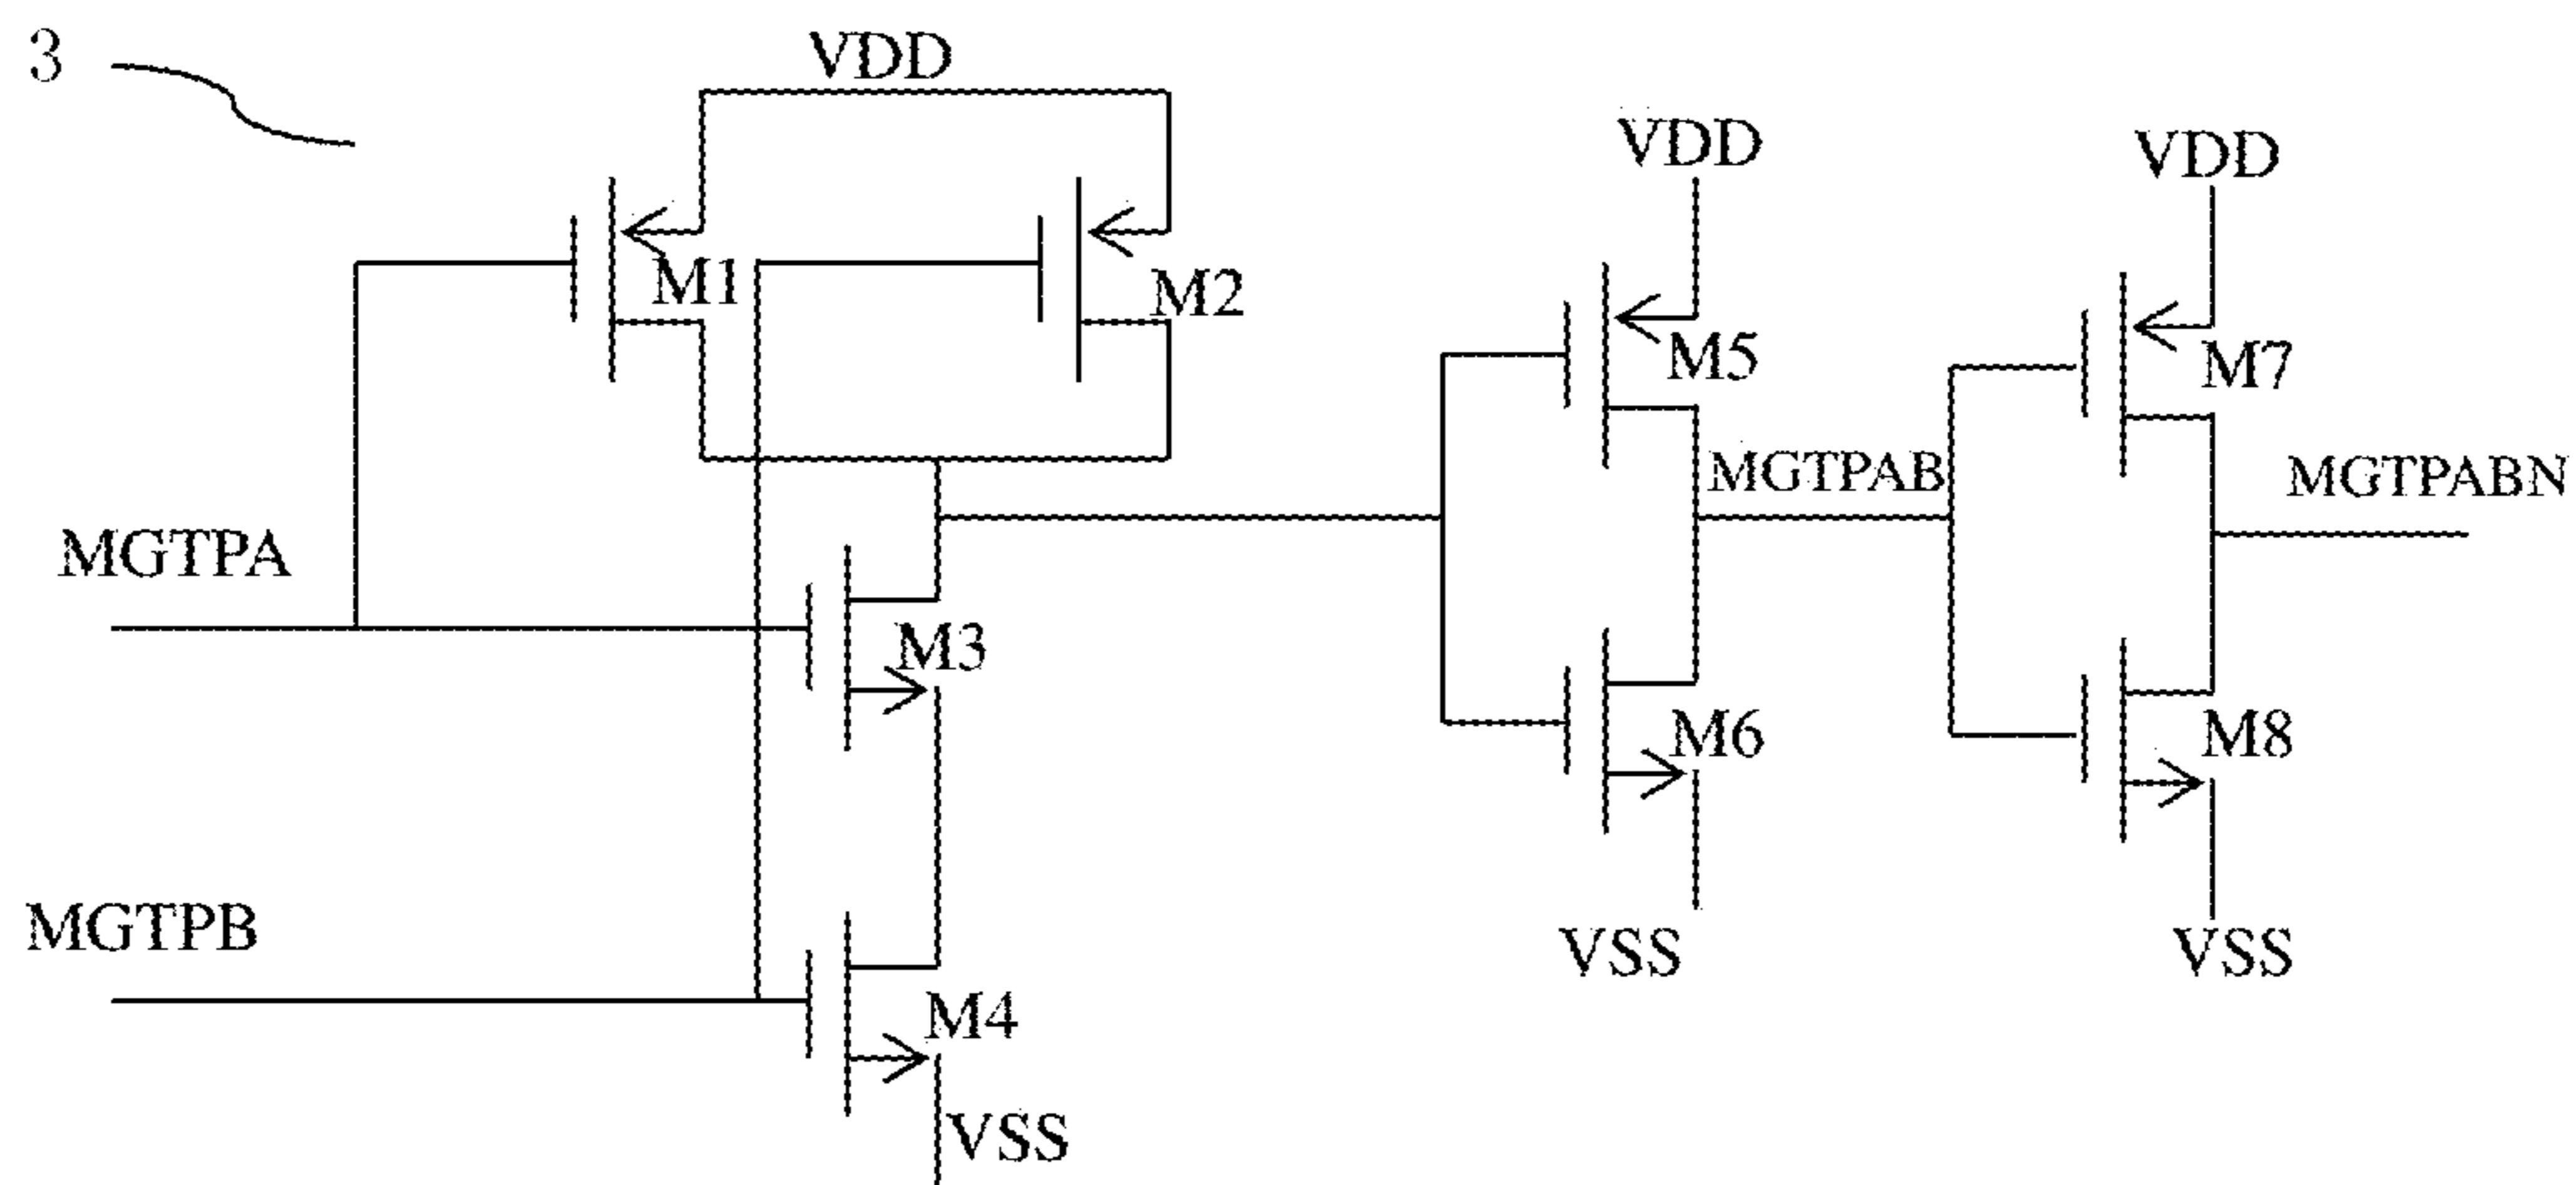 3
VDD
VDD
VDD
M1
M2
M5
M7
MGTPAB
MGTPABN
MGTPA
M3
M6
M8
MGTPB
VSS
VSS
M4
VSS